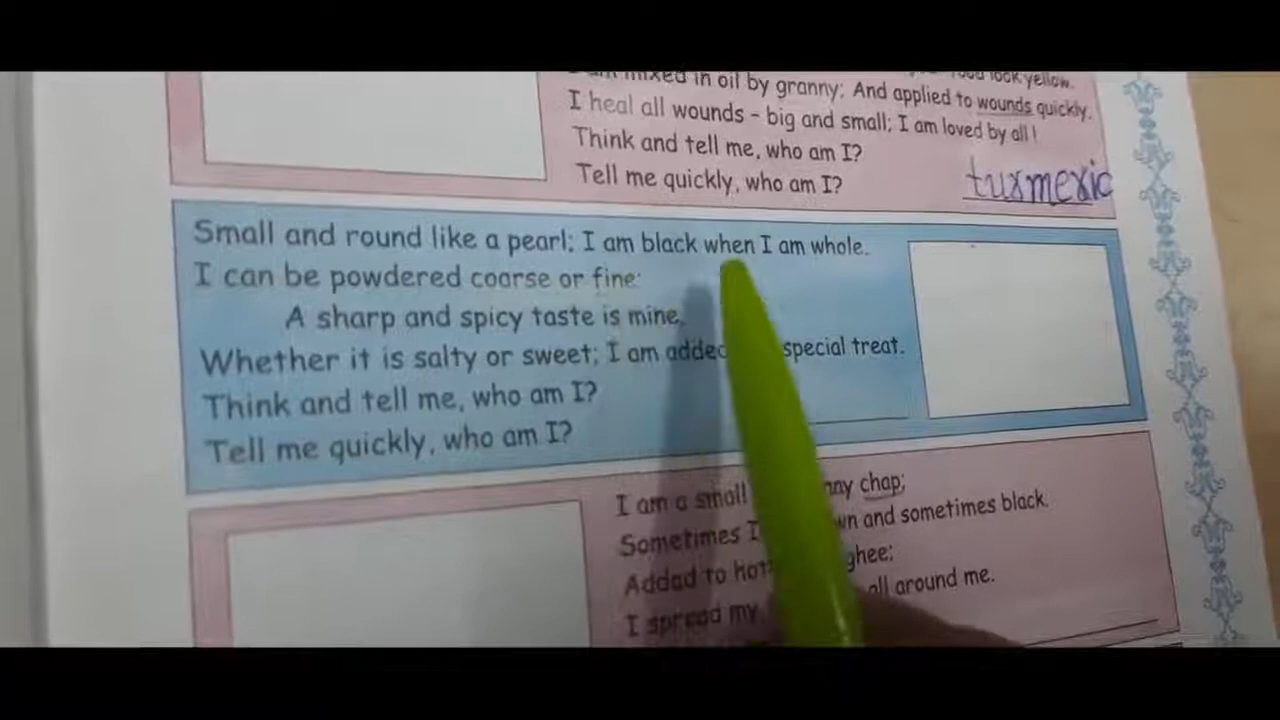 mixed in oil by granny; And applied to wounds quickly.
I heal all wounds - big and small; I am loved by all!
Think and tell me, who am I?
Tell me quickly, who am I?
turmeric
Small and round like a pearl; I am black when I am whole.
I can be powdered coarse or fine:
A sharp and spicy taste is mine.
Whether it is salty or sweet; I am added special treat.
Think and tell me, who am I?
Tell me quickly, who am I?
I am a small chap;
Sometimes I and sometimes black.
Added to ghee;
I spread my all around me.